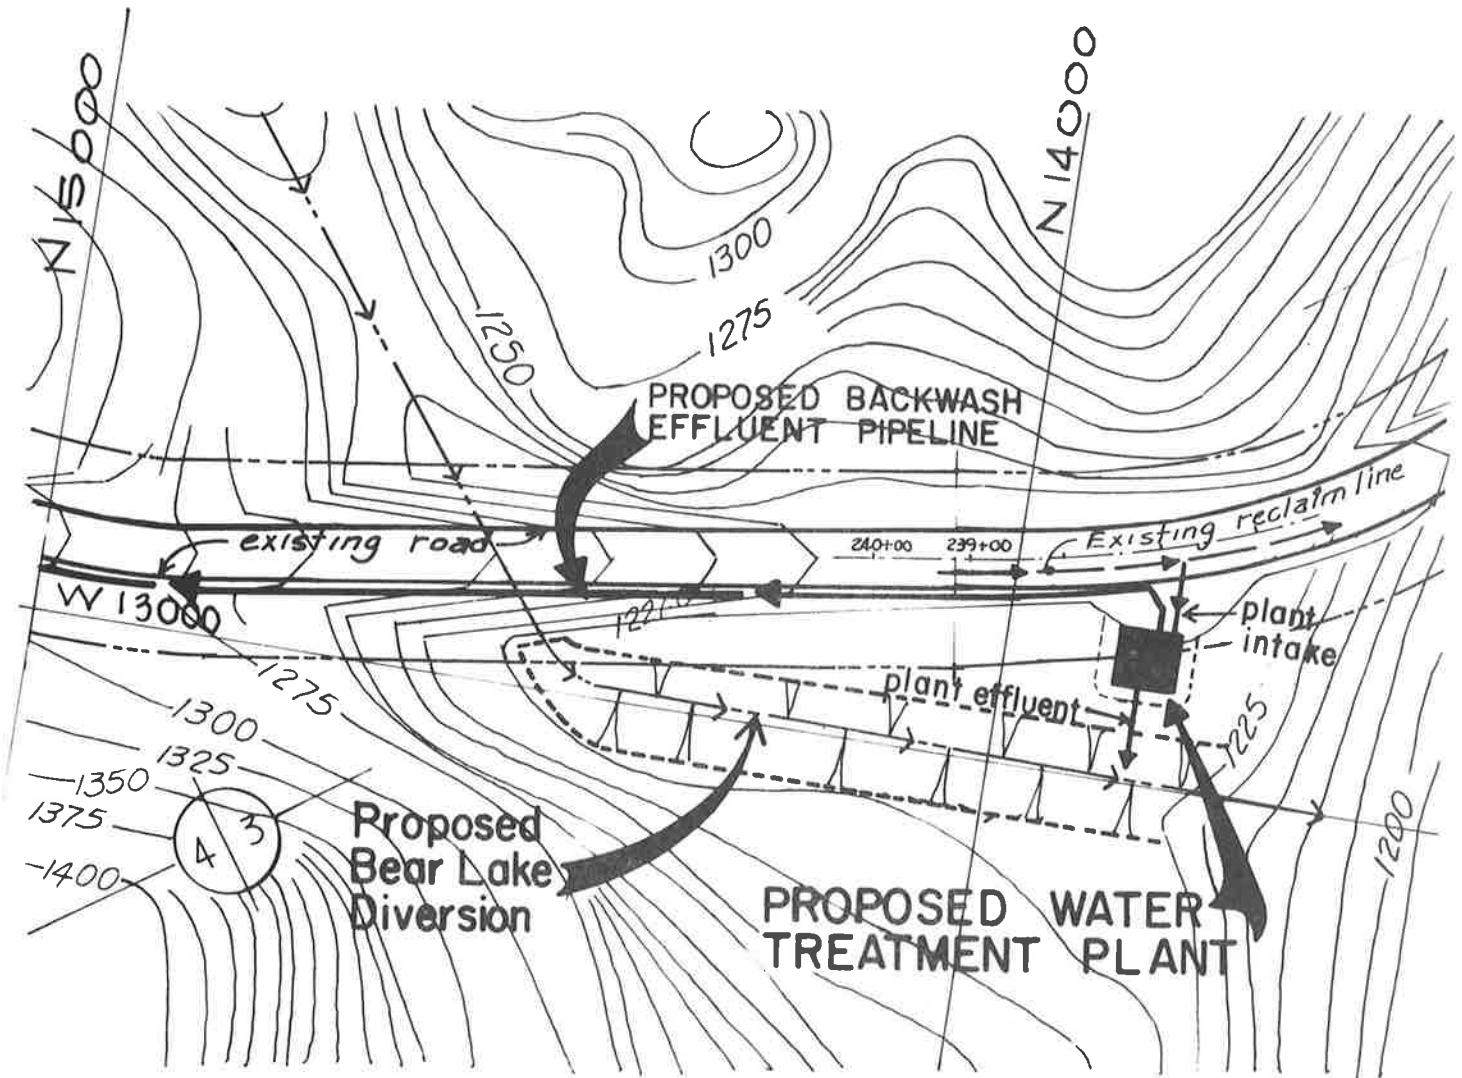 N 15000
N 14000
1300
1275
1250
PROPOSED BACKWASH
EFFLUENT PIPELINE
Existing reclaim line
existing road
240+00
239+00
W 13000
plant
intake
1275
plant effluent
1225
1300
1325
1350
1375
1400
4
3
Proposed
Bear Lake
Diversion
1200
PROPOSED WATER
TREATMENT PLANT